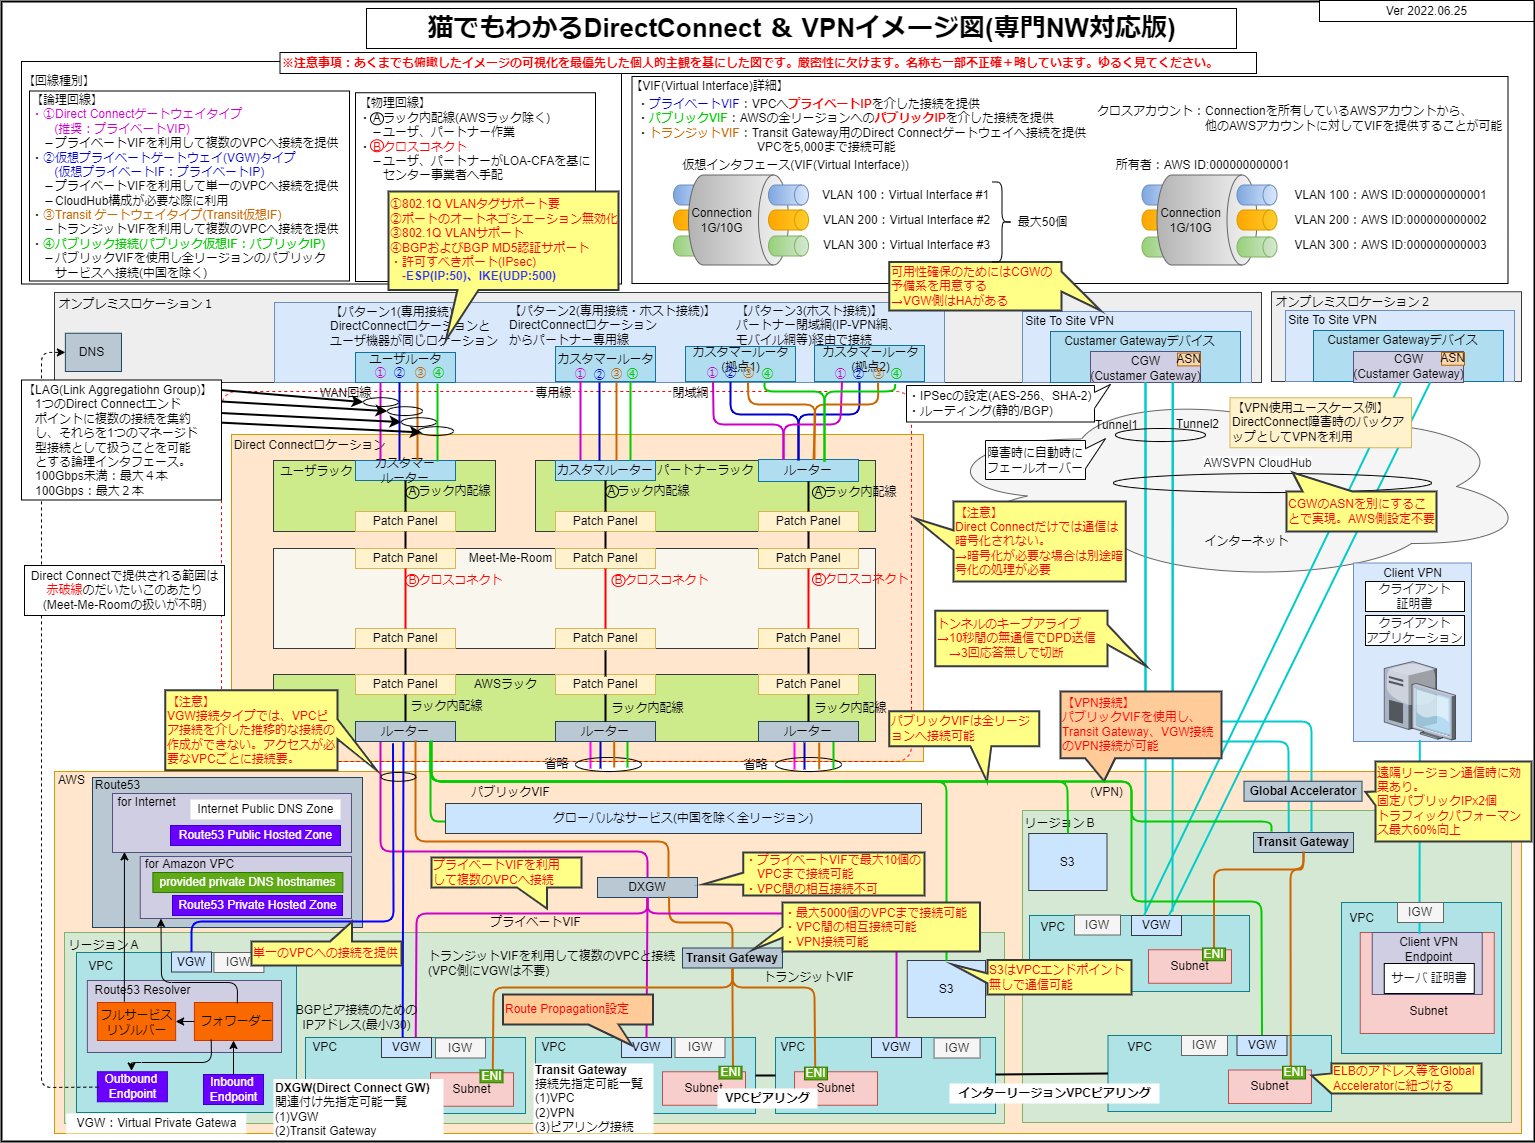 Ver 2022.06.25
猫でもわかるDirectConnect & VPNイメージ図(専門NW対応版)
※注意事項：あくまでも俯瞰したイメージの可視化を最優先した個人的主観を基にした図です。厳密性に欠けます。名称も一部不正確＋略しています。ゆるく見てください。
【回線種別】
【論理回線】
・①Direct Connectゲートウェイタイプ
(推奨：プライベートVIP)
－プライベートVIFを利用して複数のVPCへ接続を提供
・②仮想プライベートゲートウェイ(VGW)タイプ
(仮想プライベートIF：プライベートIP)
－プライベートVIFを利用して単一のVPCへ接続を提供
－CloudHub構成が必要な際に利用
・③Transit ゲートウェイタイプ(Transit仮想IF)
－トランジットVIFを利用して複数のVPCへ接続を提供
・④パブリック接続(パブリック仮想IF：パブリックIP)
－パブリックVIFを使用し全リージョンのパブリック
サービスへ接続(中国を除く)
【物理回線】
・Ⓐラック内配線(AWSラック除く)
－ユーザ、パートナー作業
・Ⓑクロスコネクト
－ユーザ、パートナーがLOA-CFAを基に
センター事業者へ手配
①802.1Q VLANタグサポート要
②ポートのオートネゴシエーション無効化
③802.1Q VLANサポート
④BGPおよびBGP MD5認証サポート
・許可すべきポート(IPsec)
-ESP(IP:50)、IKE(UDP:500)
【VIF(Virtual Interface)詳細】
・プライベートVIF：VPCへプライベートIPを介した接続を提供
・パブリックVIF：AWSの全リージョンへのパブリックIPを介した接続を提供
・トランジットVIF：Transit Gateway用のDirect Connectゲートウェイへ接続を提供
VPCを5,000まで接続可能
クロスアカウント：Connectionを所有しているAWSアカウントから、
他のAWSアカウントに対してVIFを提供することが可能
仮想インタフェース(VIF(Virtual Interface))
Connection
1G/10G
VLAN 100：Virtual Interface #1
VLAN 200：Virtual Interface #2
VLAN 300：Virtual Interface #3
最大50個
所有者：AWS ID:000000000001
Connection
1G/10G
VLAN 100：AWS ID:000000000001
VLAN 200：AWS ID:000000000002
VLAN 300：AWS ID:000000000003
可用性確保のためにはCGWの
予備系を用意する
→VGW側はHAがある
オンプレミスロケーション１
DNS
【パターン1(専用接続)
DirectConnectロケーションと
ユーザ機器が同じロケーション
ユーザルータ
① ② ③ ④
【パターン2(専用接続・ホスト接続)】
DirectConnectロケーション
からパートナー専用線
カスタマルータ
① ② ③ ④
【パターン3(ホスト接続)】
パートナー閉域網(IP-VPN網、
モバイル網等)経由で接続
カスタマルータ
(拠点1)
① ② ③ ④
カスタマルータ
(拠点2)
① ② ③ ④
Site To Site VPN
Custamer Gatewayデバイス
CGW
(Custamer Gateway)
ASN
オンプレミスロケーション２
Site To Site VPN
Custamer Gatewayデバイス
CGW
(Custamer Gateway)
ASN
【LAG(Link Aggregatiohn Group)】
1つのDirect Connectエンド
ポイントに複数の接続を集約
し、それらを1つのマネージド
型接続として扱うことを可能
とする論理インタフェース。
100Gbps未満：最大４本
100Gbps：最大２本
WAN回線
専用線
閉域網
・IPSecの設定(AES-256、SHA-2)
・ルーティング(静的/BGP)
Tunnel1
Tunnel2
障害時に自動時に
フェールオーバー
【VPN使用ユースケース例】
DirectConnect障害時のバックア
ップとしてVPNを利用
AWSVPN CloudHub
CGWのASNを別にするこ
とで実現。AWS側設定不要
インターネット
Direct Connectロケーション
ユーザラック
カスタマー
ルーター
Ⓐラック内配線
Patch Panel
カスタマルーター
パートナーラック
Ⓐラック内配線
Patch Panel
ルーター
Ⓐラック内配線
Patch Panel
Patch Panel
Meet-Me-Room
Patch Panel
Patch Panel
Ⓑクロスコネクト
Ⓑクロスコネクト
Ⓑクロスコネクト
Patch Panel
Patch Panel
Patch Panel
Patch Panel
AWSラック
Patch Panel
Patch Panel
ラック内配線
ラック内配線
ラック内配線
ルーター
ルーター
ルーター
省略
省略
【注意】
Direct Connectだけでは通信は
暗号化されない。
→暗号化が必要な場合は別途暗
号化の処理が必要
Direct Connectで提供される範囲は
赤破線のだいたいこのあたり
(Meet-Me-Roomの扱いが不明)
トンネルのキープアライブ
→10秒間の無通信でDPD送信
→3回応答無しで切断
Client VPN
クライアント
証明書
クライアント
アプリケーション
【注意】
VGW接続タイプでは、VPCピ
ア接続を介した推移的な接続の
作成ができない。アクセスが必
要なVPCごとに接続要。
パブリックVIFは全リージ
ョンへ接続可能
【VPN接続】
パブリックVIFを使用し、
Transit Gateway、VGW接続
のVPN接続が可能
遠隔リージョン通信時に効
果あり。
固定パブリックIPx2個
トラフィックパフォーマン
ス最大60%向上
AWS
Route53
for Internet
Internet Public DNS Zone
Route53 Public Hosted Zone
for Amazon VPC
provided private DNS hostnames
Route53 Private Hosted Zone
パブリックVIF
グローバルなサービス(中国を除く全リージョン)
(VPN)
Global Accelerator
Transit Gateway
プライベートVIFを利用
して複数のVPCへ接続
DXGW
・プライベートVIFで最大10個の
VPCまで接続可能
・VPC間の相互接続不可
・最大5000個のVPCまで接続可能
・VPC間の相互接続可能
・VPN接続可能
プライベートVIF
単一のVPCへの接続を提供
トランジットVIFを利用して複数のVPCと接続
(VPC側にVGWは不要)
Transit Gateway
トランジットVIF
S3
S3はVPCエンドポイント
無しで通信可能
リージョンA
VPC
VGW
IGW
Route53 Resolver
フルサービス
リゾルバー
フォワーダー
Outbound
Endpoint
Inbound
Endpoint
VGW：Virtual Private Gatewa
BGPピア接続のための
IPアドレス(最小/30)
Route Propagation設定
VPC
VGW
IGW
ENI
Subnet
DXGW(Direct Connect GW)
関連付け先指定可能一覧
(1)VGW
(2)Transit Gateway
VPC
VGW
IGW
ENI
Subnet
Transit Gateway
接続先指定可能一覧
(1)VPC
(2)VPN
(3)ピアリング接続
VPCピアリング
VPC
VGW
IGW
ENI
Subnet
インターリージョンVPCピアリング
リージョンB
S3
VPC
IGW
VGW
ENI
Subnet
VPC
IGW
Client VPN
Endpoint
サーバ 証明書
Subnet
VPC
IGW
VGW
ENI
Subnet
ELBのアドレス等をGlobal
Acceleratorに紐づける